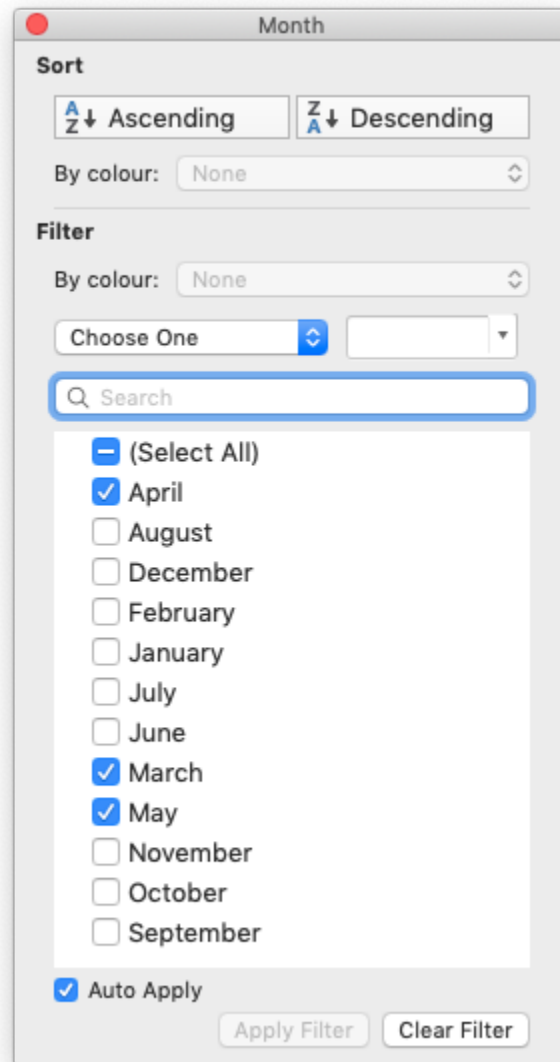 Month
Sort
A Z Ascending Z A Descending
By colour: None
Filter
By colour: None
Choose One
Search
(Select All)
April
August
December
February
January
July
June
March
May
November
October
September
Auto Apply
Apply Filter Clear Filter